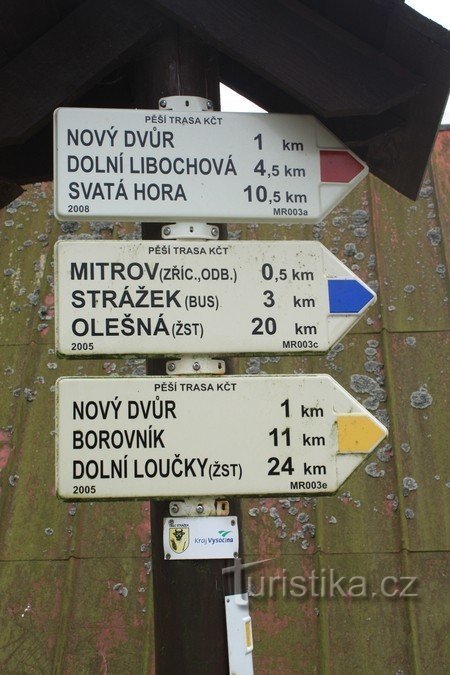 PĚŠÍ TRASA KČT
NOVÝ DVŮR 1 km
DOLNÍ LIBOCHOVÁ 4,5 km
SVATÁ HORA 10,5 km
2008 MR003a
PĚŠÍ TRASA KČT
MITROV (ZŘÍC.,ODB.) 0,5 km
STRÁŽEK (BUS) 3 km
OLEŠNÁ (ŽST) 20 km
2005 MR003c
PĚŠÍ TRASA KČT
NOVÝ DVŮR 1 km
BOROVNÍK 11 km
DOLNÍ LOUČKY (ŽST) 24 km
2005 MR003e
Kraj Vysočina
Turistika.cz